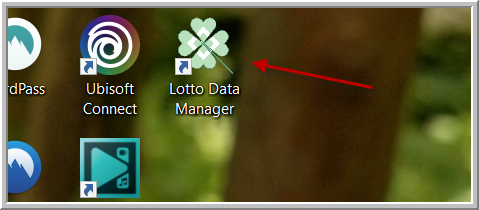 rdPass
Ubisoft
Connect
Lotto Data
Manager